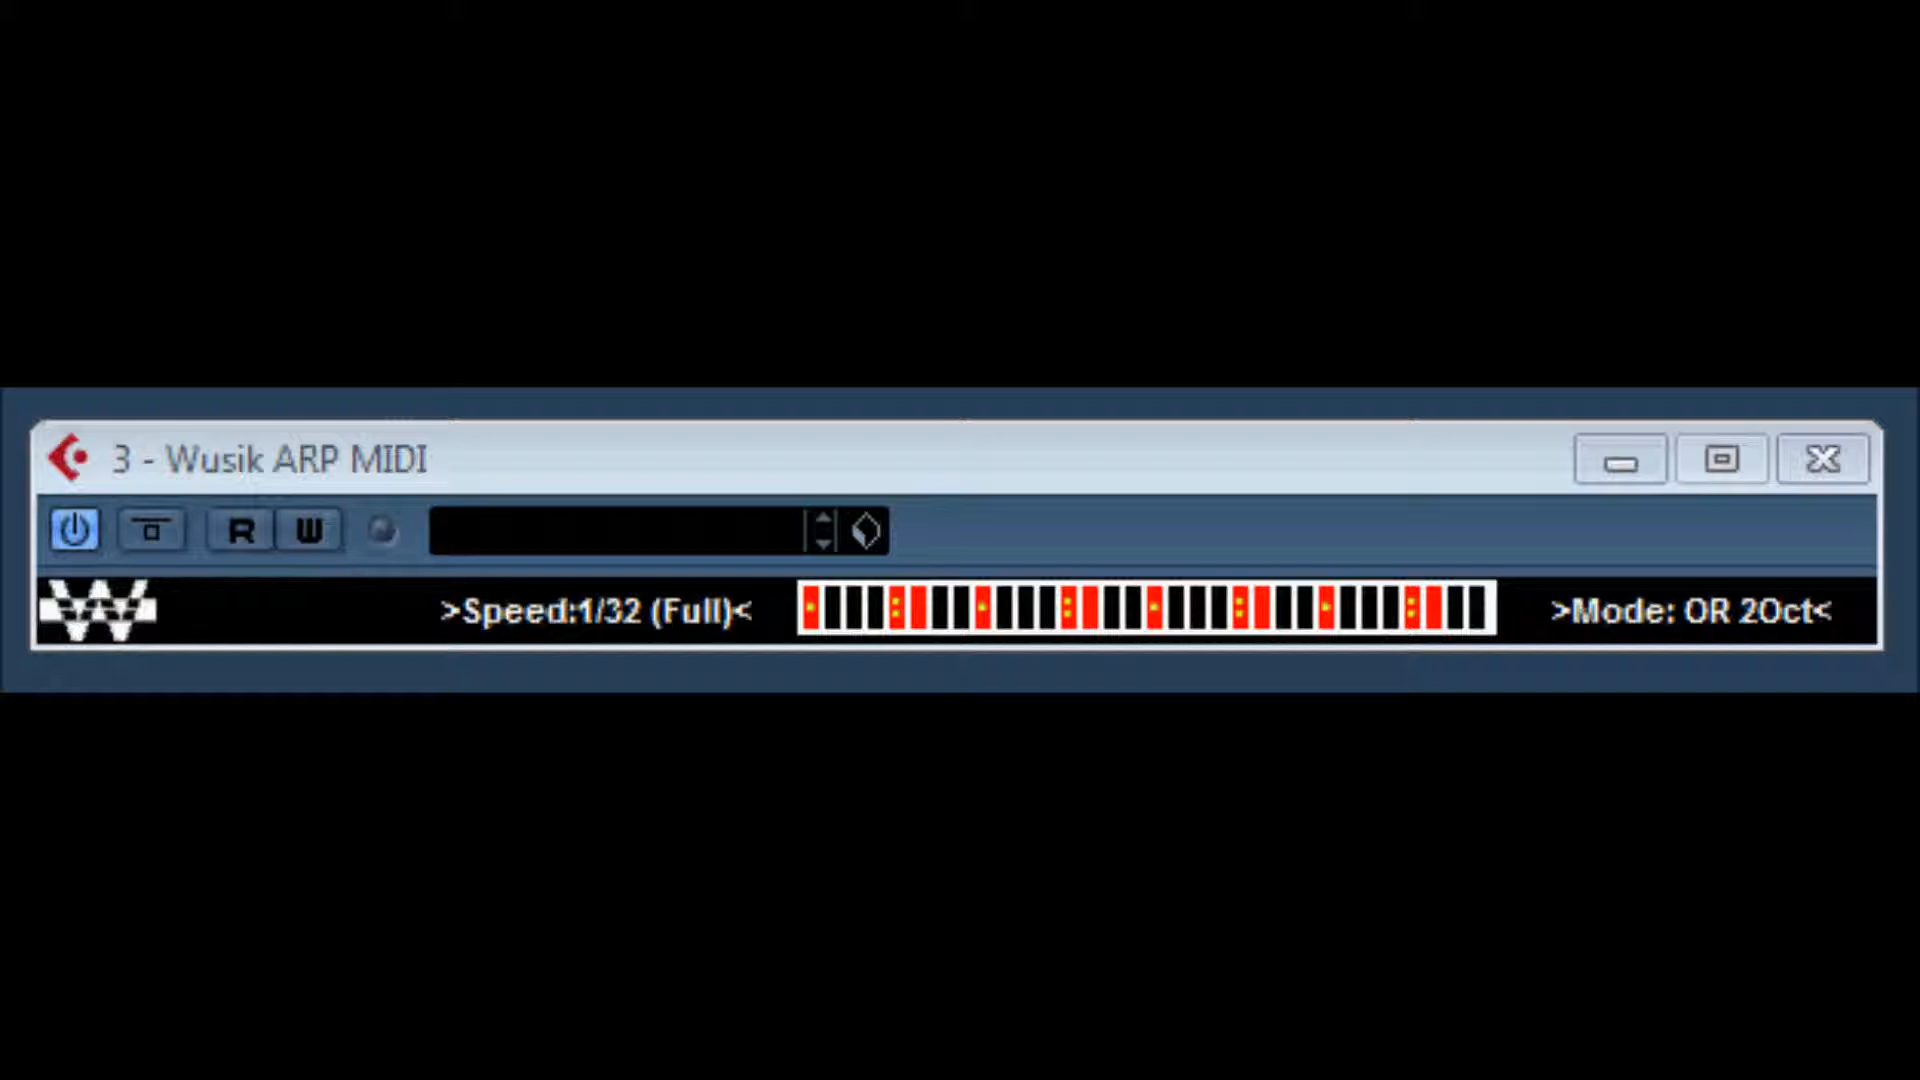 3 - Wusik ARP MIDI
R W
>Speed:1/32 (Full)< >Mode: OR 2Oct<